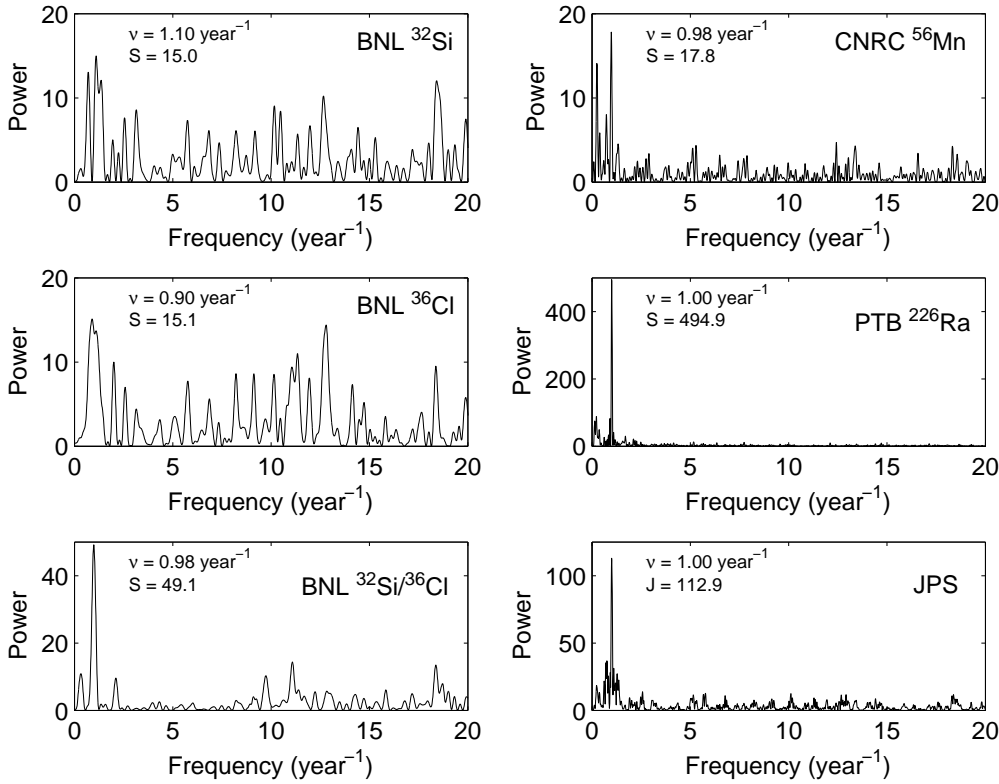 ν = 1.10 year⁻¹
S = 15.0
BNL ³²Si
Power
20
10
0
0 5 10 15 20
Frequency (year⁻¹)
ν = 0.98 year⁻¹
S = 17.8
CNRC ⁵⁶Mn
Power
20
10
0
0 5 10 15 20
Frequency (year⁻¹)
ν = 0.90 year⁻¹
S = 15.1
BNL ³⁶Cl
Power
20
10
0
0 5 10 15 20
Frequency (year⁻¹)
ν = 1.00 year⁻¹
S = 494.9
PTB ²²⁶Ra
Power
400
200
0
0 5 10 15 20
Frequency (year⁻¹)
ν = 0.98 year⁻¹
S = 49.1
BNL ³²Si/³⁶Cl
Power
40
20
0
0 5 10 15 20
Frequency (year⁻¹)
ν = 1.00 year⁻¹
J = 112.9
JPS
Power
100
50
0
0 5 10 15 20
Frequency (year⁻¹)